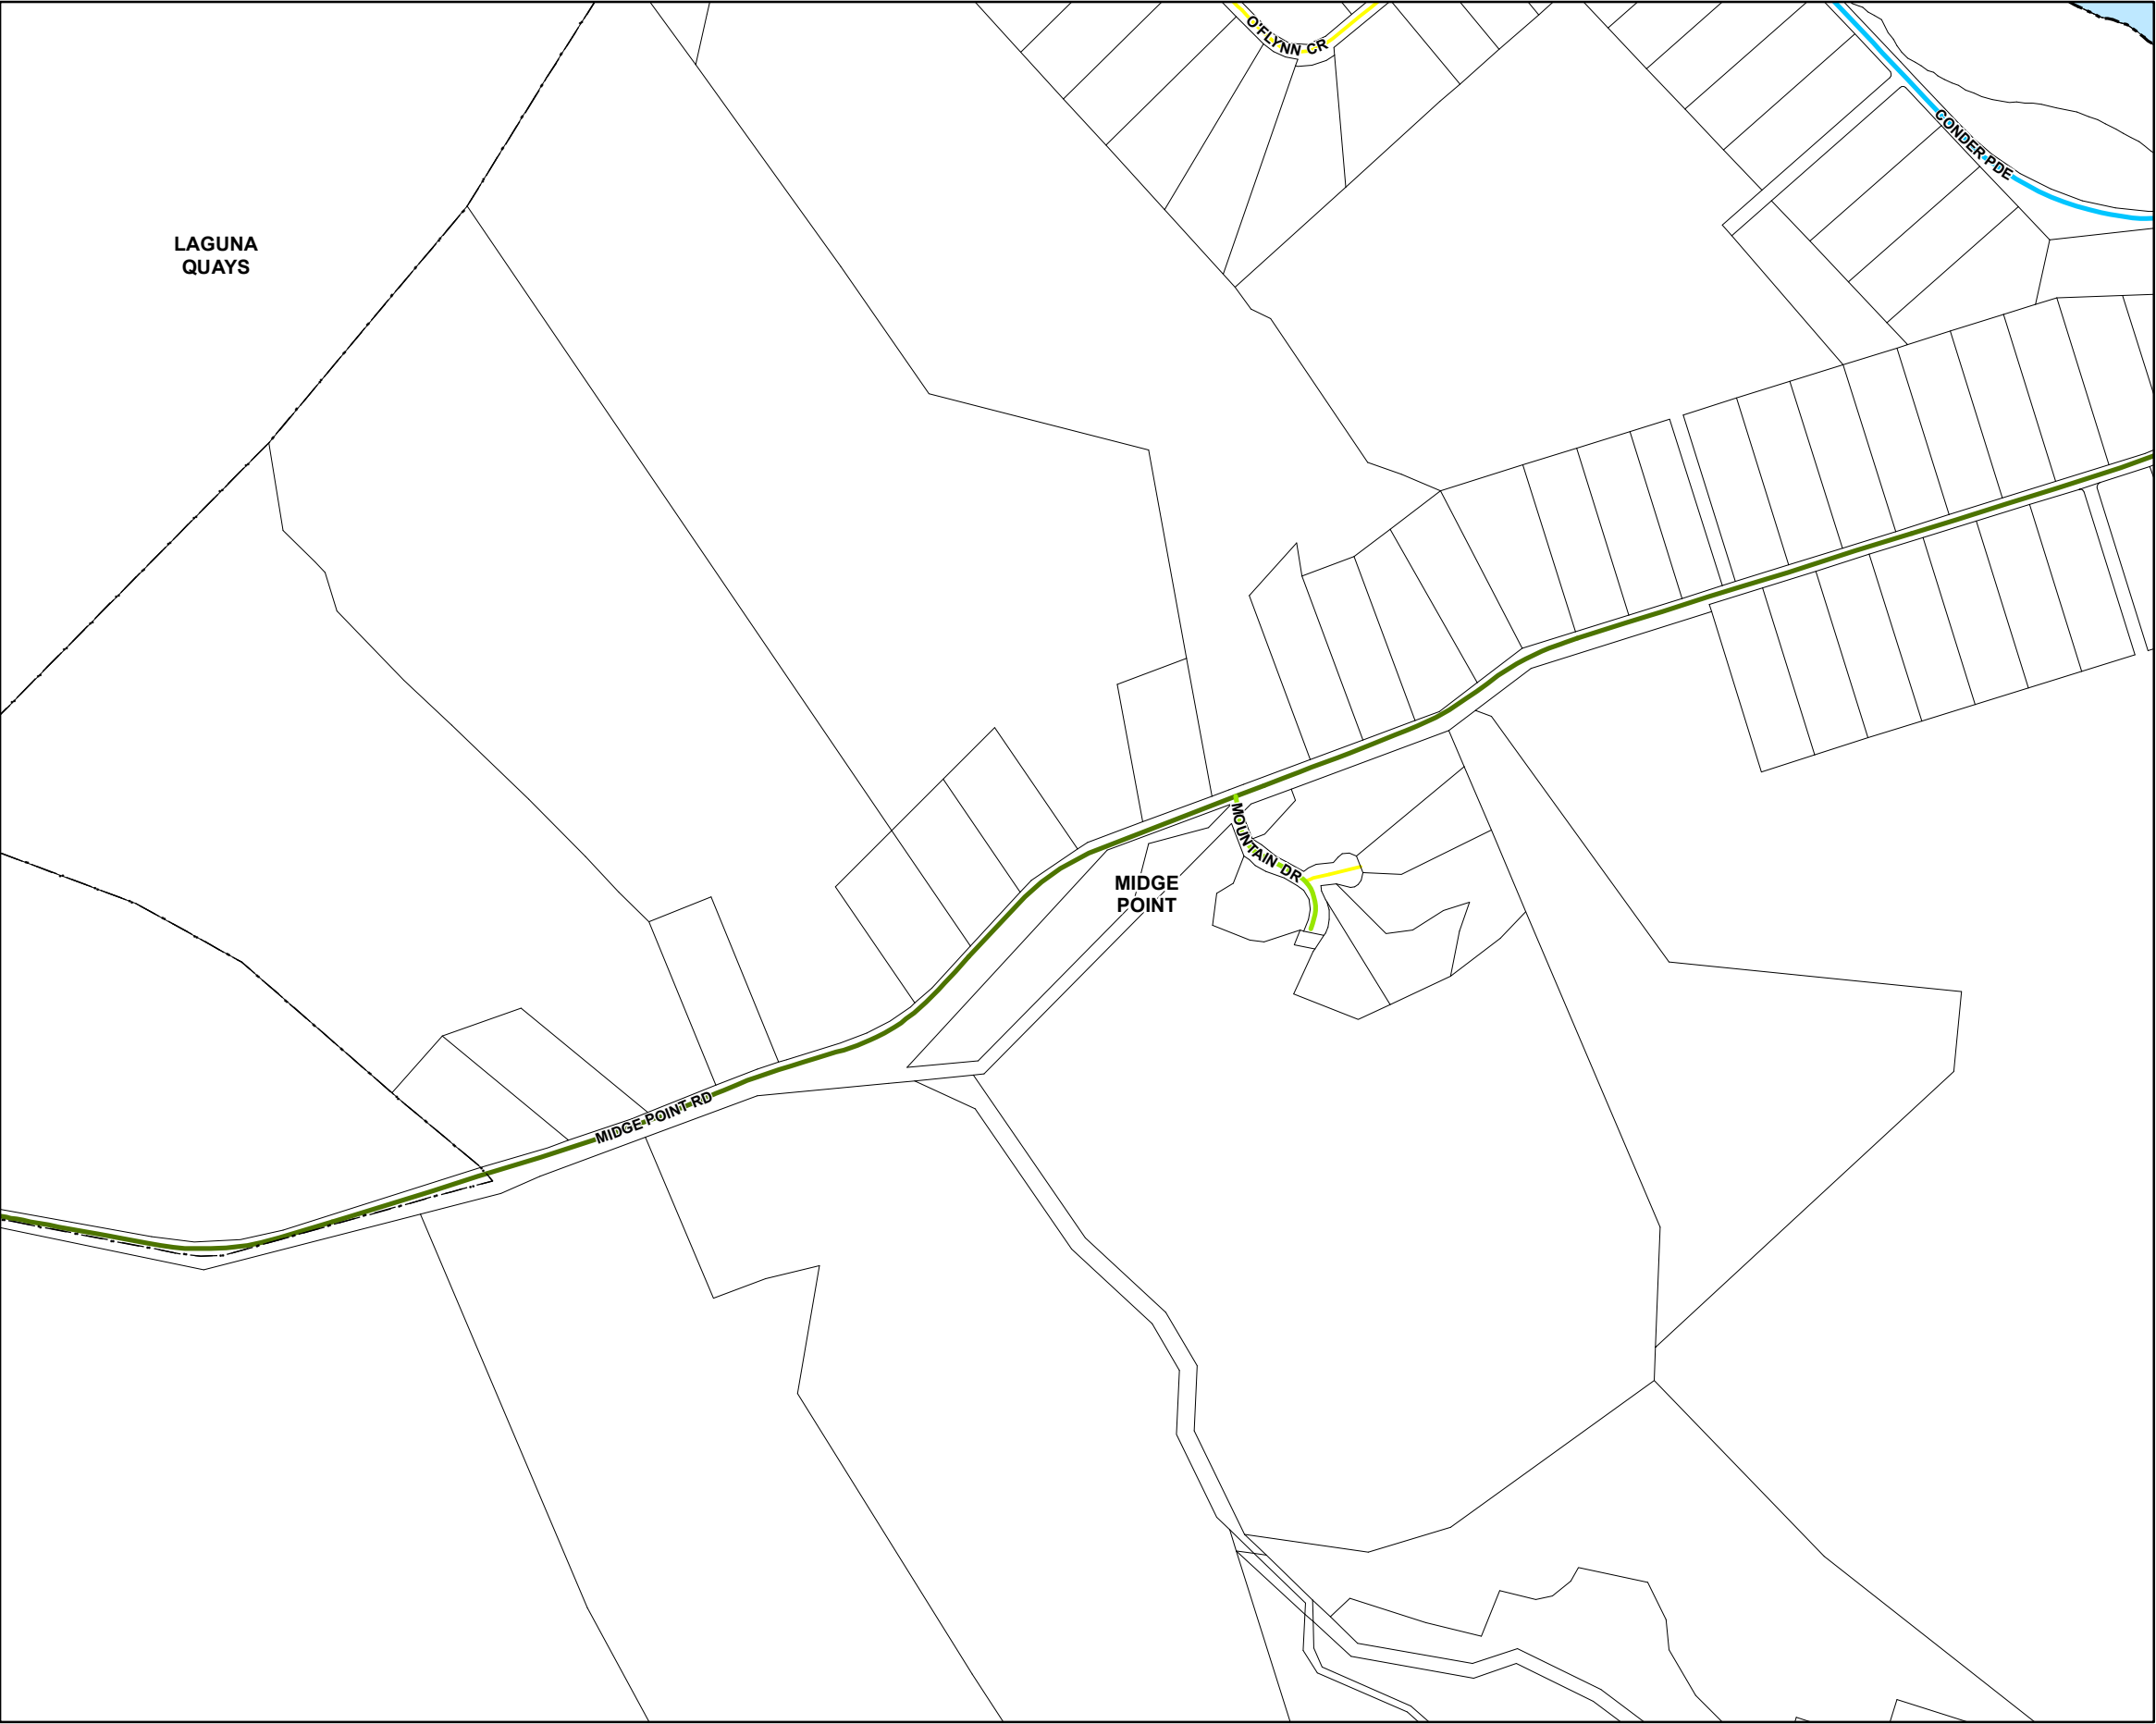 O'FLYNN CR
CONDER PDE
LAGUNA
QUAYS
MOUNTAIN DR
MIDGE
POINT
MIDGE POINT RD